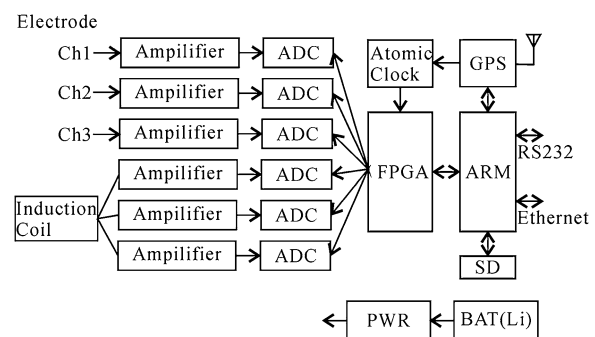 Electrode
Ch1
Ampilifier
ADC
Atomic
Clock
GPS
Ch2
Ampilifier
ADC
Ch3
Ampilifier
ADC
FPGA
ARM
RS232
Ampilifier
ADC
Induction
Coil
Ampilifier
ADC
Ethernet
Ampilifier
ADC
SD
PWR
BAT(Li)